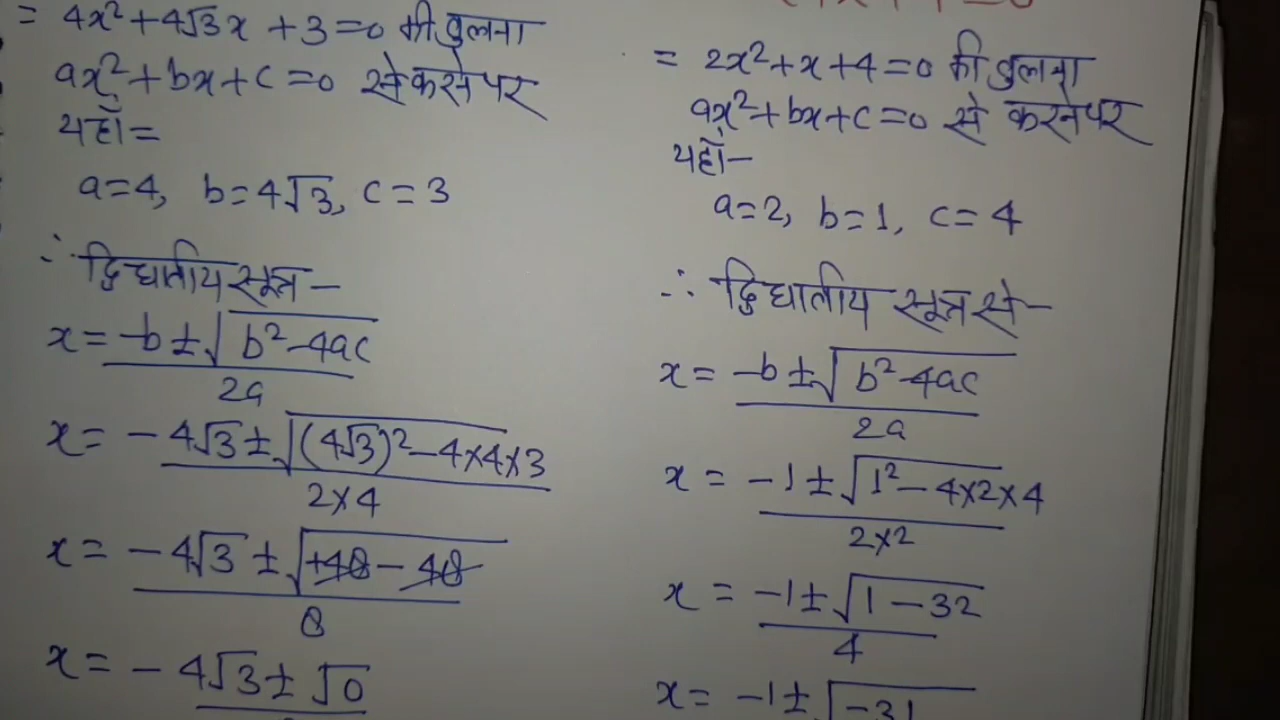 = 4x²+4√3x +3=0 की तुलना
ax²+bx+c=0 से करने पर
यहाँ=
a=4, b=4√3, c=3
∴ द्विघातीय सूत्र–
x= -b±√b²-4ac
2a
x= -4√3±√(4√3)²-4×4×3
2×4
x= -4√3±√+48-48
8
x= -4√3±√0
= 2x²+x+4=0 की तुलना
ax²+bx+c=0 से करने पर
यहाँ–
a=2, b=1, c=4
∴ द्विघातीय सूत्र से–
x= -b±√b²-4ac
2a
x= -1±√1²-4×2×4
2×2
x= -1±√1-32
4
x= -1±√-31